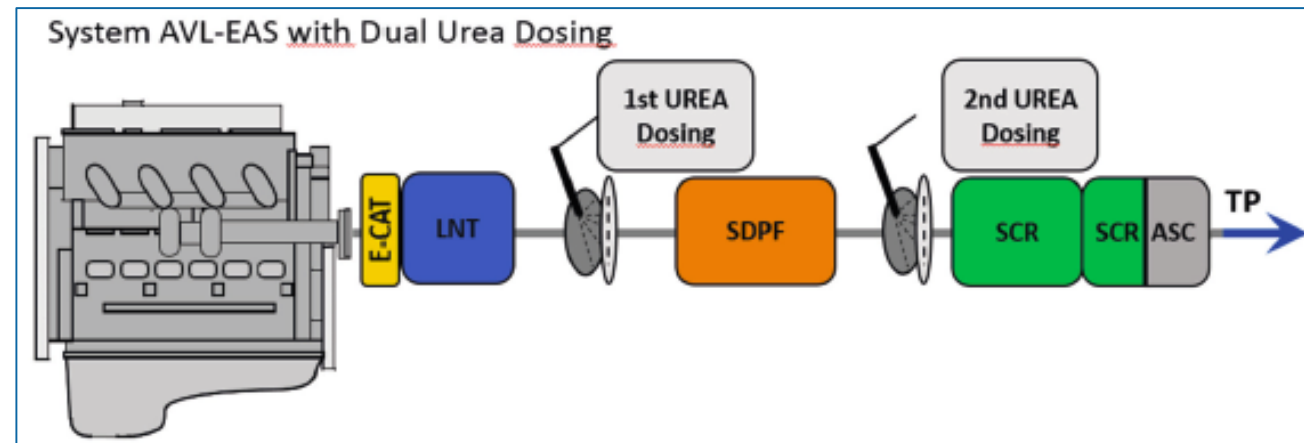 System AVL-EAS with Dual Urea Dosing
1st UREA
Dosing
2nd UREA
Dosing
E-CAT
LNT
SDPF
SCR
SCR
ASC
TP